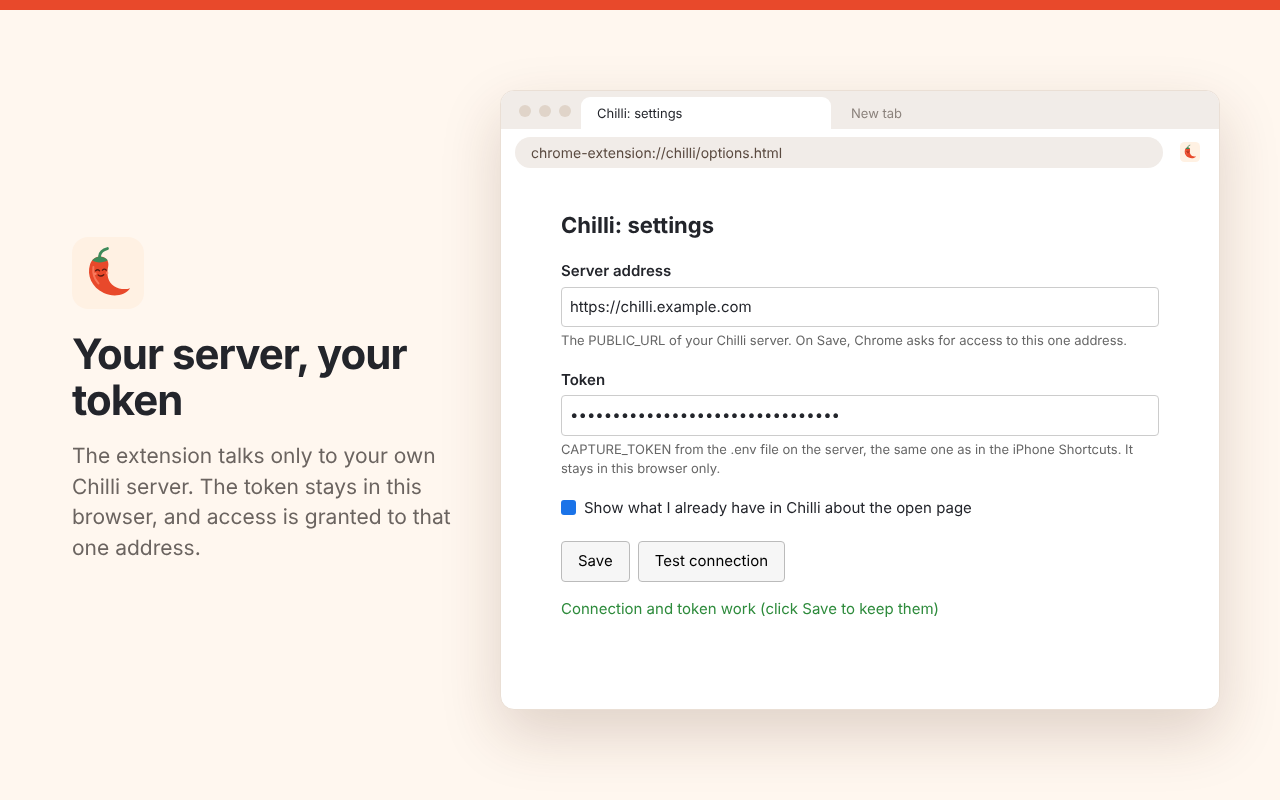 Your server, your
token
The extension talks only to your own
Chilli server. The token stays in this
browser, and access is granted to that
one address.
Chilli: settings
New tab
chrome-extension://chilli/options.html
Chilli: settings
Server address
https://chilli.example.com
The PUBLIC_URL of your Chilli server. On Save, Chrome asks for access to this one address.
Token
••••••••••••••••••••••••••••••••
CAPTURE_TOKEN from the .env file on the server, the same one as in the iPhone Shortcuts. It
stays in this browser only.
Show what I already have in Chilli about the open page
Save
Test connection
Connection and token work (click Save to keep them)